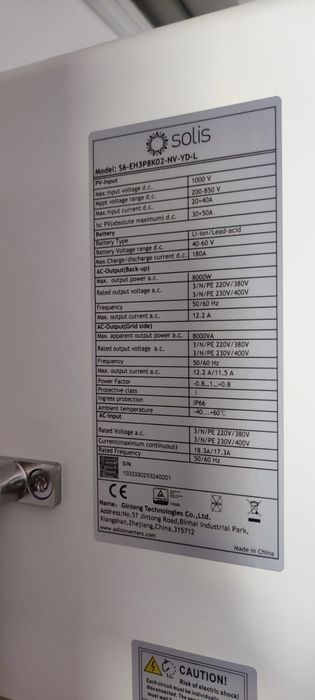 solis
Model: S6-EH3P8K02-NV-YD-L
PV-Input
Max. input voltage d.c. 1000 V
Mppt voltage range d.c. 200-850 V
Max. input current d.c. 20+40A
Isc PV(absolute maximum) d.c. 30+50A
Battery
Battery Type Li-ion/Lead-acid
Battery Voltage range d.c. 40-60 V
Max.Charge/discharge current d.c. 180A
AC-Output(Back-up)
Max. output power a.c. 8000W
Rated output voltage a.c. 3/N/PE 220V/380V
3/N/PE 230V/400V
Frequency 50/60 Hz
Max. output current a.c. 12.2 A
AC-Output(Grid side)
Max. apparent output power a.c. 8000VA
Rated output voltage a.c. 3/N/PE 220V/380V
3/N/PE 230V/400V
Frequency 50/60 Hz
Max. output current a.c. 12.2 A/11.5 A
Power Factor -0.8...1...+0.8
Protective class I
Ingress protection IP66
Ambient temperature -40...+60℃
AC-Input
Rated Voltage a.c. 3/N/PE 220V/380V
3/N/PE 230V/400V
Current(maximum continuous) 18.3A/17.3A
Rated Frequency 50/60 Hz
S/N
1033330253240201
CE
Name: Ginlong Technologies Co.,Ltd.
Address:No.57 Jintong Road,Binhai Industrial Park,
Xiangshan,Zhejiang,China,315712
www.solisinverters.com
Made in China
CAUTION!
Risk of electric shock!
Each circuit must be individually